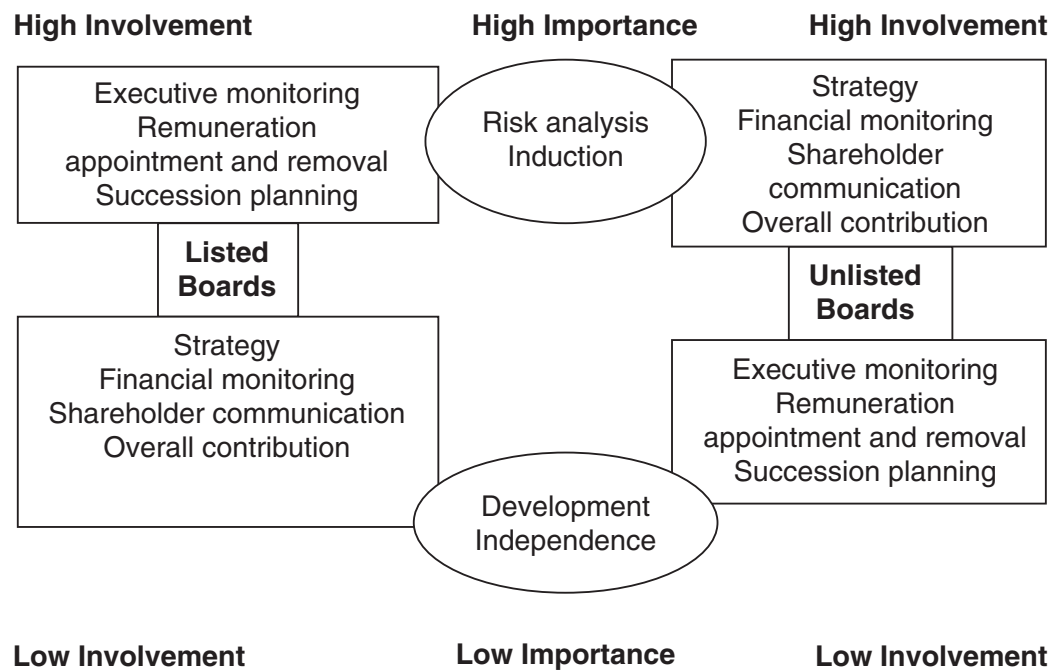 High Involvement
High Importance
High Involvement
Executive monitoring
Remuneration
appointment and removal
Succession planning
Risk analysis
Induction
Strategy
Financial monitoring
Shareholder
communication
Overall contribution
Listed
Boards
Unlisted
Boards
Strategy
Financial monitoring
Shareholder communication
Overall contribution
Executive monitoring
Remuneration
appointment and removal
Succession planning
Development
Independence
Low Involvement
Low Importance
Low Involvement